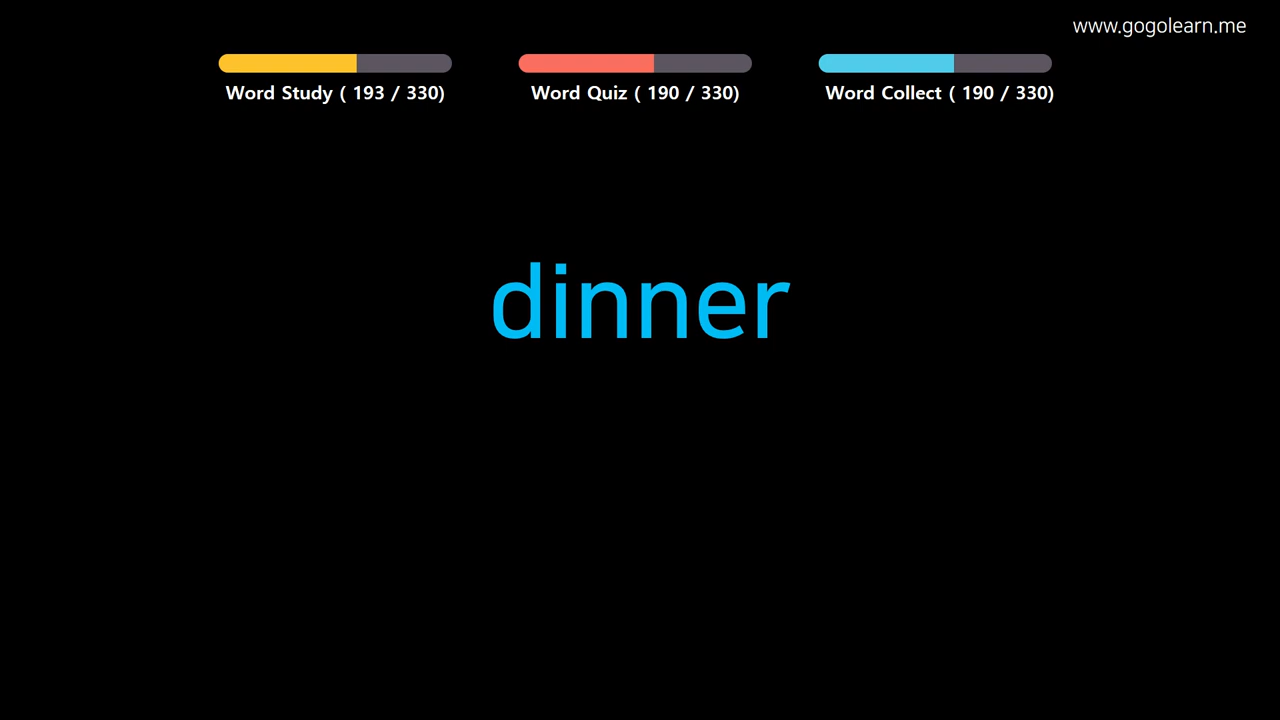 www.gogolearn.me
Word Study ( 193 / 330)
Word Quiz ( 190 / 330)
Word Collect ( 190 / 330)
dinner